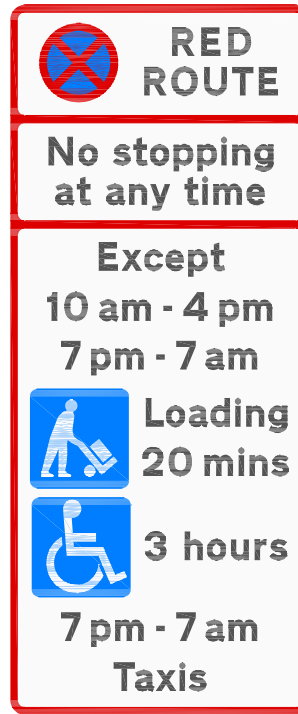 RED
ROUTE
No stopping
at any time
Except
10 am - 4 pm
7 pm - 7 am
Loading
20 mins
3 hours
7 pm - 7 am
Taxis